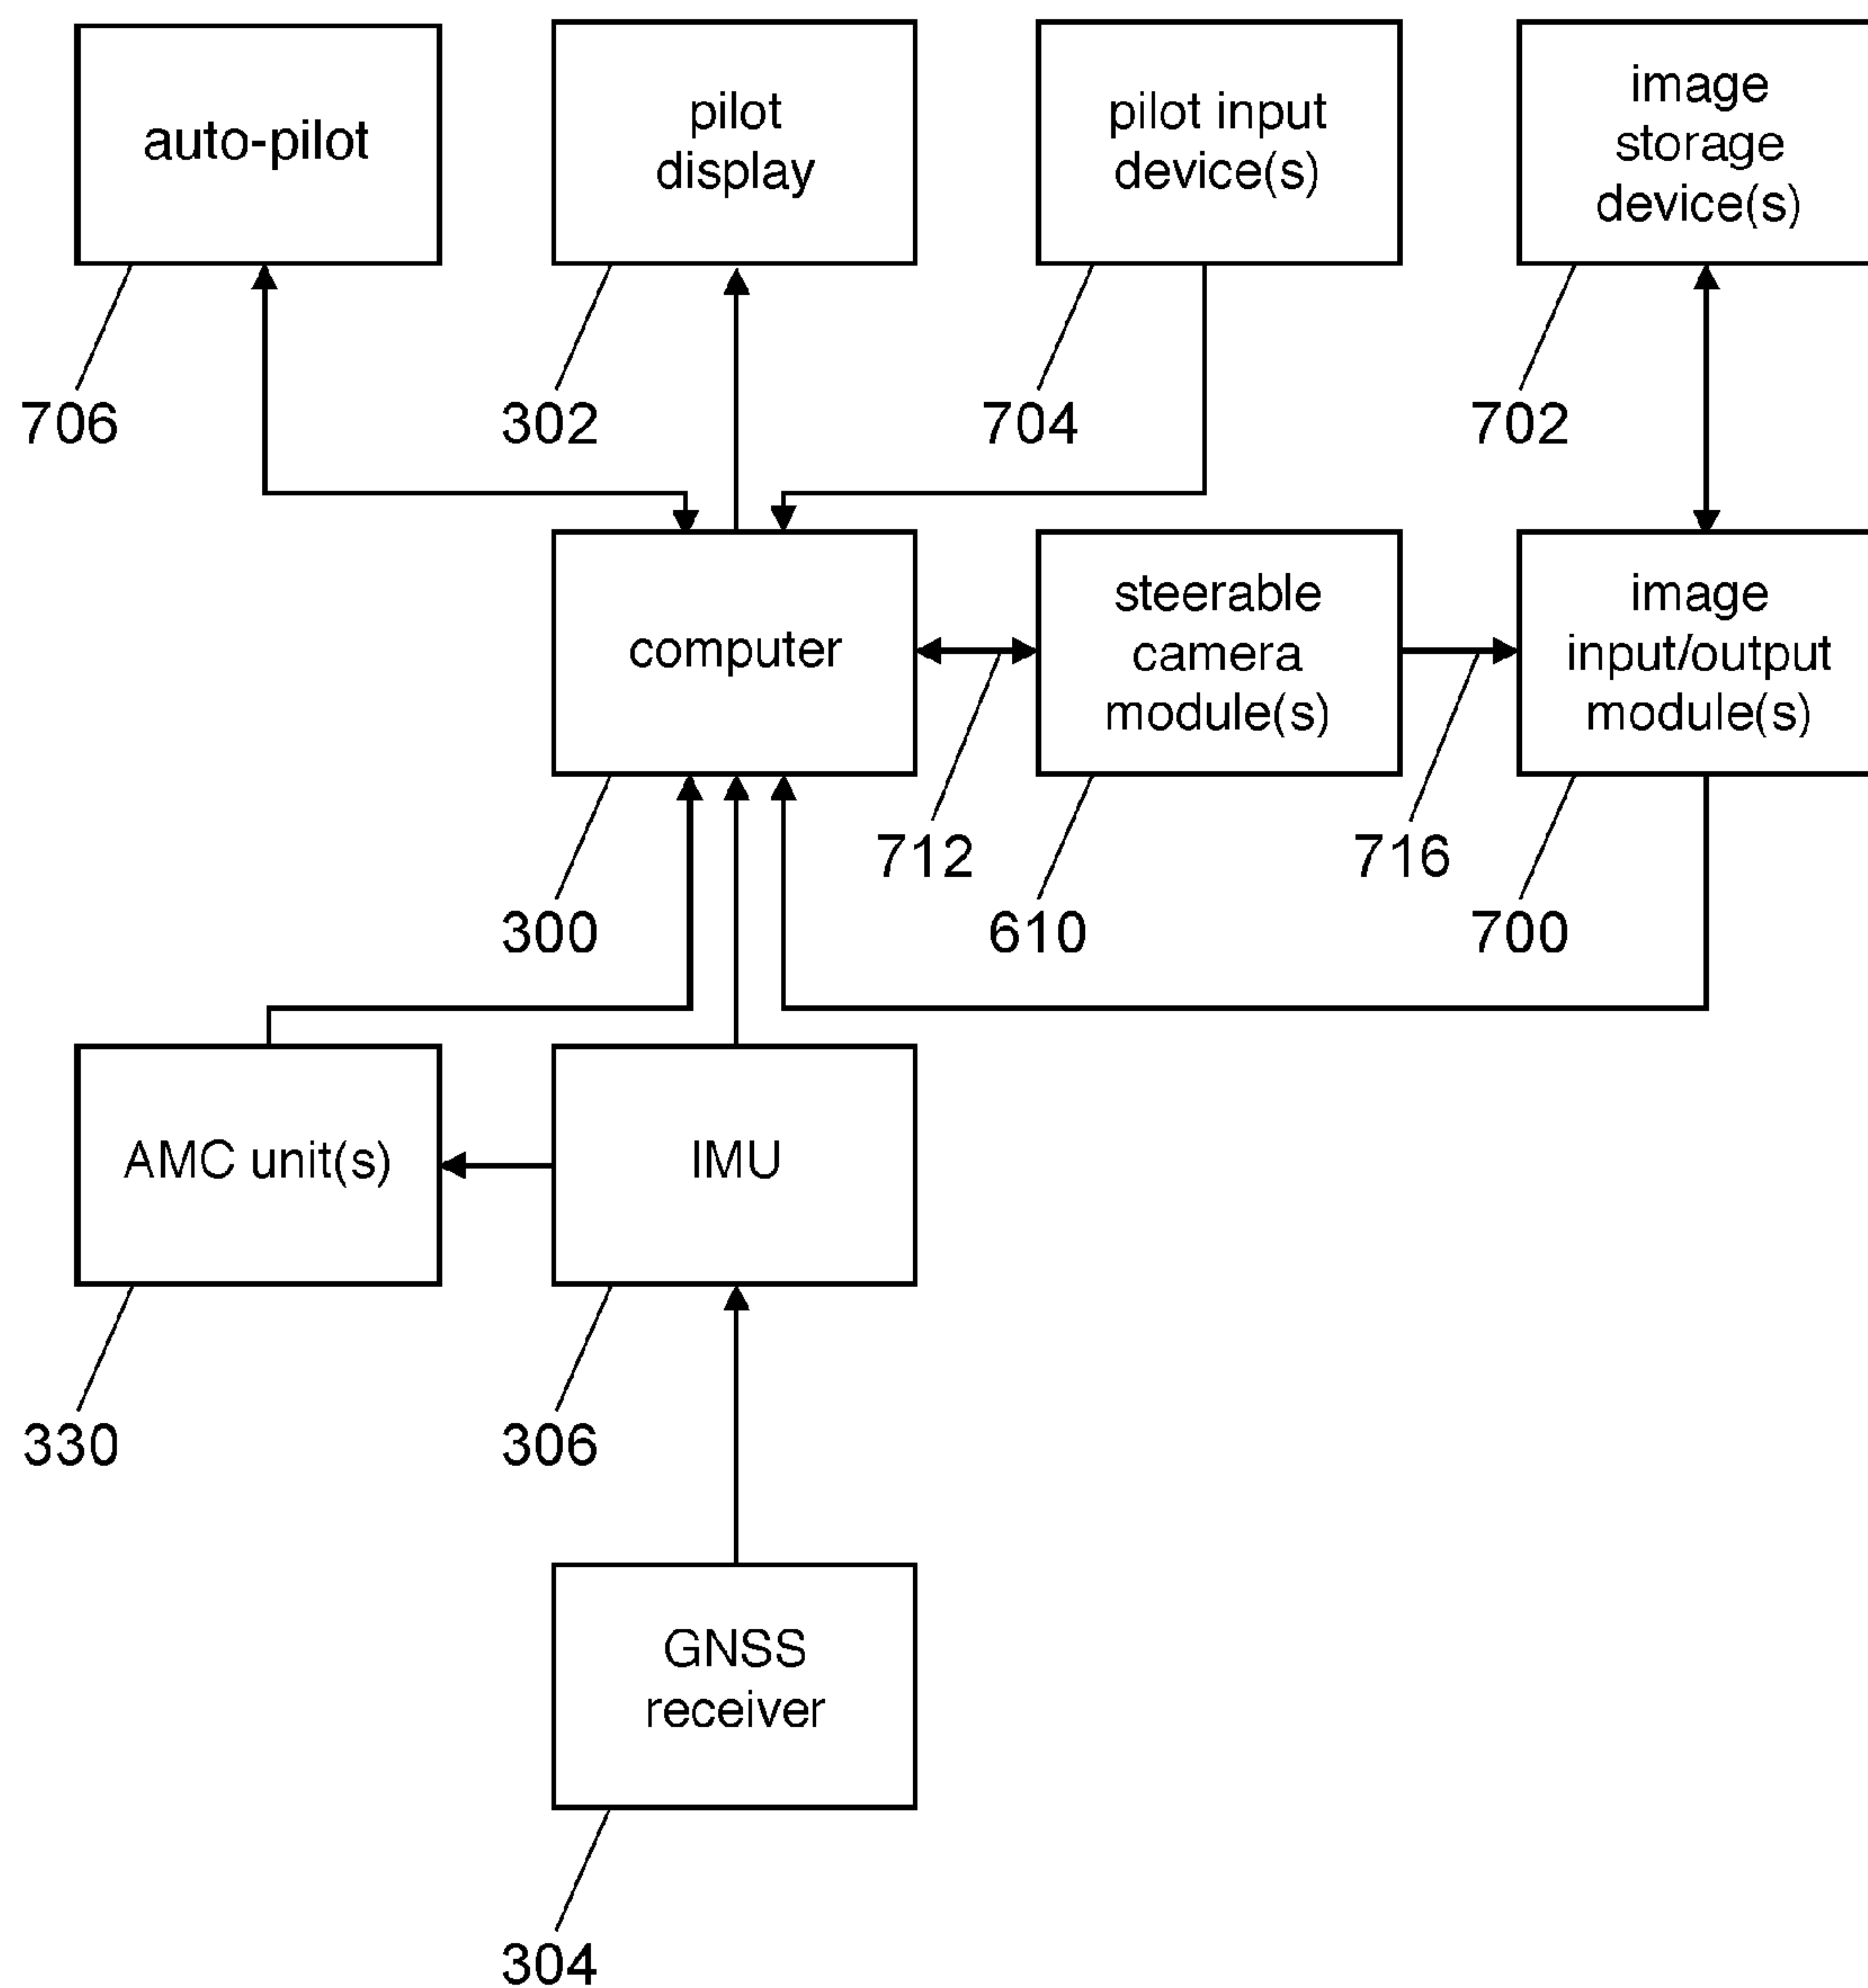 auto-pilot
pilot
display
pilot input
device(s)
image
storage
device(s)
706
302
704
702
computer
steerable
camera
module(s)
image
input/output
module(s)
712
716
300
610
700
AMC unit(s)
IMU
330
306
GNSS
receiver
304